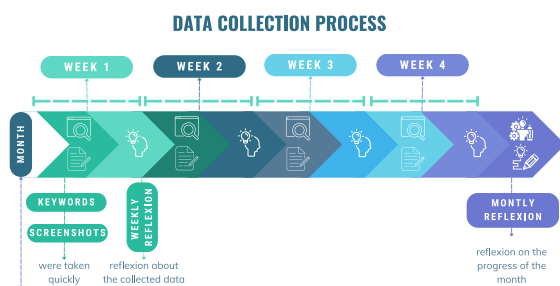 DATA COLLECTION PROCESS
WEEK 1
WEEK 2
WEEK 3
WEEK 4
MONTH
KEYWORDS
SCREENSHOTS
were taken
quickly
WEEKLY
REFLEXION
reflexion about
the collected data
MONTLY
REFLEXION
reflexion on the
progress of the
month